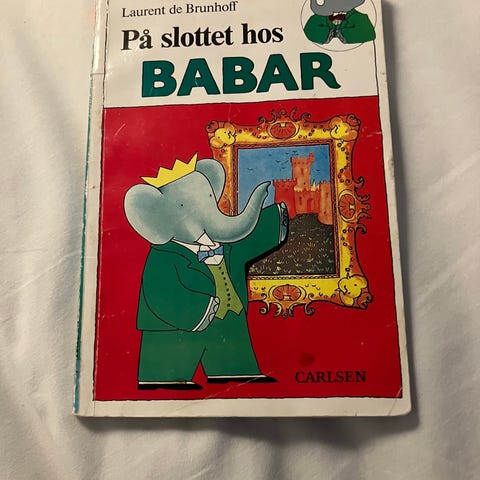 Laurent de Brunhoff
På slottet hos
BABAR
CARLSEN